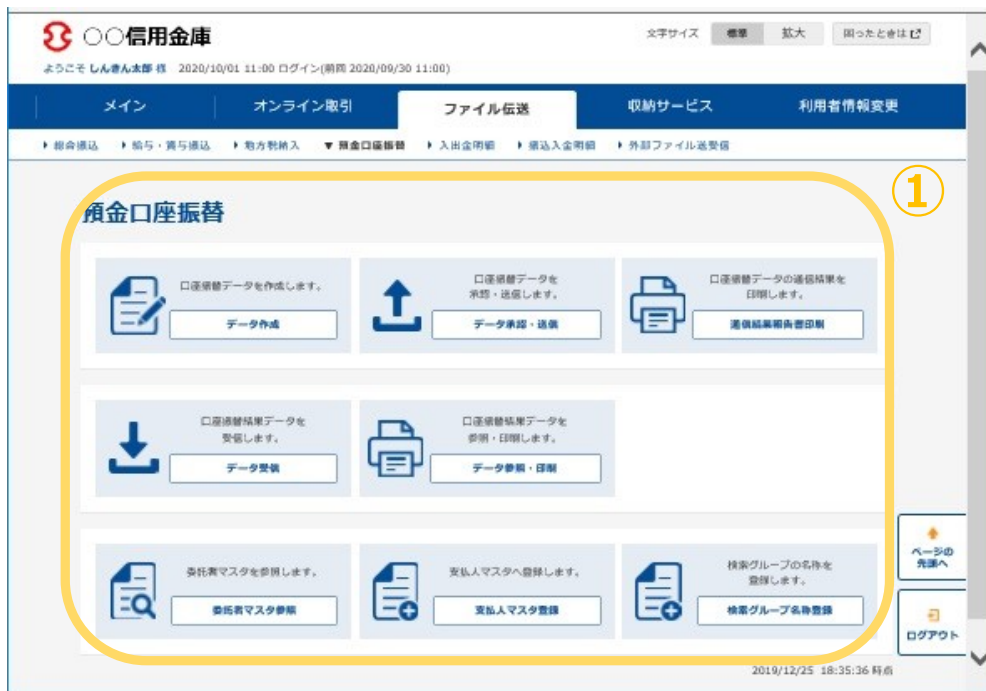 ○○信用金庫
文字サイズ 標準 拡大 困ったときは
ようこそ しんきん太郎 様 2020/10/01 11:00 ログイン(前回 2020/09/30 11:00)
メイン オンライン取引 ファイル伝送 収納サービス 利用者情報変更
総合振込 給与・賞与振込 地方税納入 ▼ 預金口座振替 入出金明細 振込入金明細 外部ファイル送受信
①
預金口座振替
口座振替データを作成します。
データ作成
口座振替データを
承認・送信します。
データ承認・送信
口座振替データの通信結果を
印刷します。
通信結果報告書印刷
口座振替結果データを
受信します。
データ受信
口座振替結果データを
参照・印刷します。
データ参照・印刷
委託者マスタを参照します。
委託者マスタ参照
支払人マスタへ登録します。
支払人マスタ登録
検索グループの名称を
登録します。
検索グループ名称登録
ページの
先頭へ
ログアウト
2019/12/25 18:35:36 時点